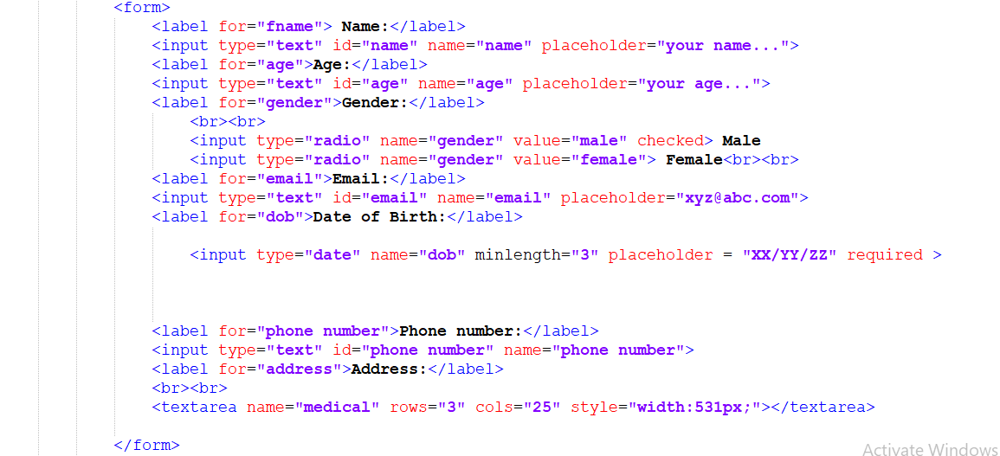 <form>
<label for="fname"> Name:</label>
<input type="text" id="name" name="name" placeholder="your name...">
<label for="age">Age:</label>
<input type="text" id="age" name="age" placeholder="your age...">
<label for="gender">Gender:</label>
<br><br>
<input type="radio" name="gender" value="male" checked> Male
<input type="radio" name="gender" value="female"> Female<br><br>
<label for="email">Email:</label>
<input type="text" id="email" name="email" placeholder="xyz@abc.com">
<label for="dob">Date of Birth:</label>
<input type="date" name="dob" minlength="3" placeholder = "XX/YY/ZZ" required >
<label for="phone number">Phone number:</label>
<input type="text" id="phone number" name="phone number">
<label for="address">Address:</label>
<br><br>
<textarea name="medical" rows="3" cols="25" style="width:531px;"></textarea>
</form>
Activate Windows